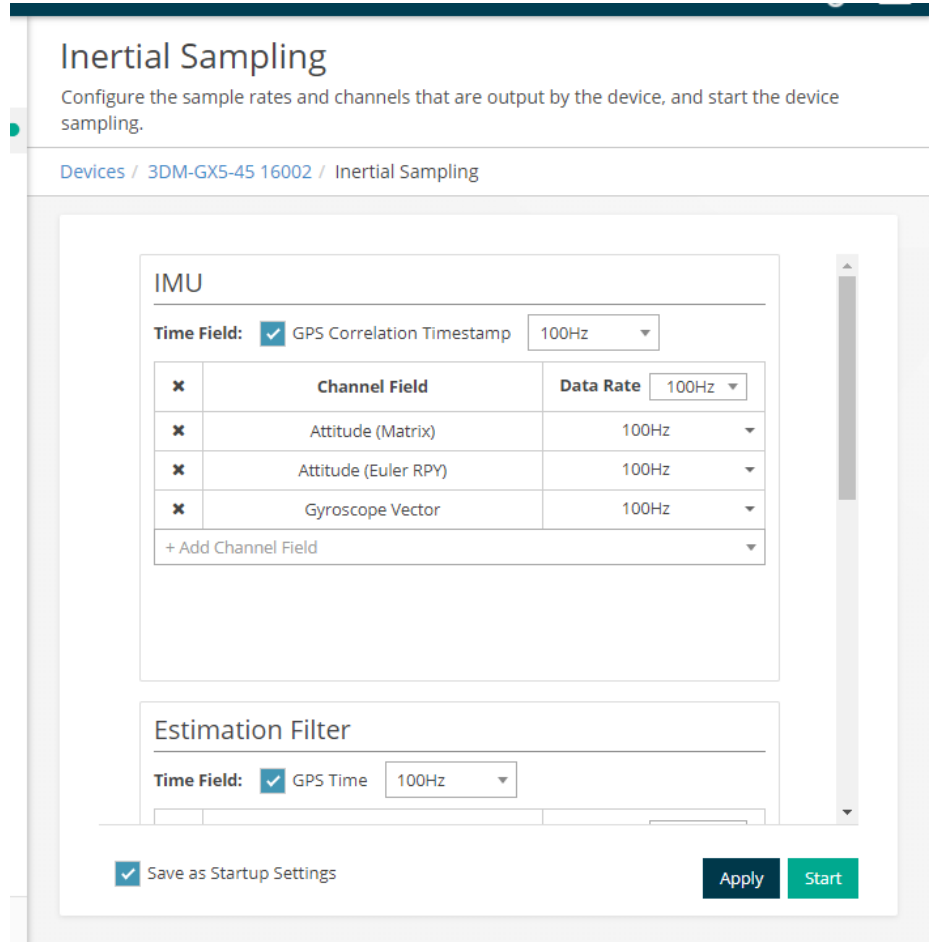 Inertial Sampling
Configure the sample rates and channels that are output by the device, and start the device
sampling.
Devices / 3DM-GX5-45 16002 / Inertial Sampling
IMU
Time Field: GPS Correlation Timestamp 100Hz
Channel Field Data Rate 100Hz
Attitude (Matrix) 100Hz
Attitude (Euler RPY) 100Hz
Gyroscope Vector 100Hz
+ Add Channel Field
Estimation Filter
Time Field: GPS Time 100Hz
Save as Startup Settings Apply Start